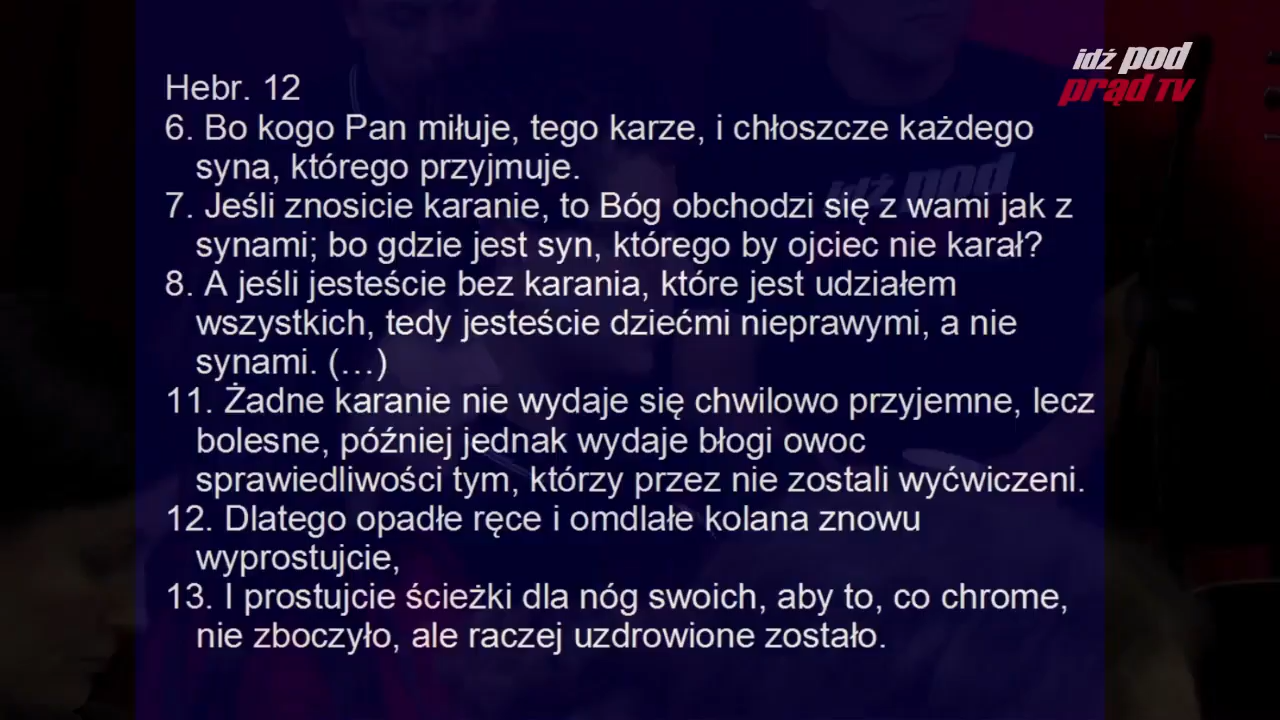 idź pod
prąd TV
Hebr. 12
6. Bo kogo Pan miłuje, tego karze, i chłoszcze każdego
syna, którego przyjmuje.
7. Jeśli znosicie karanie, to Bóg obchodzi się z wami jak z
synami; bo gdzie jest syn, którego by ojciec nie karał?
8. A jeśli jesteście bez karania, które jest udziałem
wszystkich, tedy jesteście dziećmi nieprawymi, a nie
synami. (…)
11. Żadne karanie nie wydaje się chwilowo przyjemne, lecz
bolesne, później jednak wydaje błogi owoc
sprawiedliwości tym, którzy przez nie zostali wyćwiczeni.
12. Dlatego opadłe ręce i omdlałe kolana znowu
wyprostujcie,
13. I prostujcie ścieżki dla nóg swoich, aby to, co chrome,
nie zboczyło, ale raczej uzdrowione zostało.
idź pod